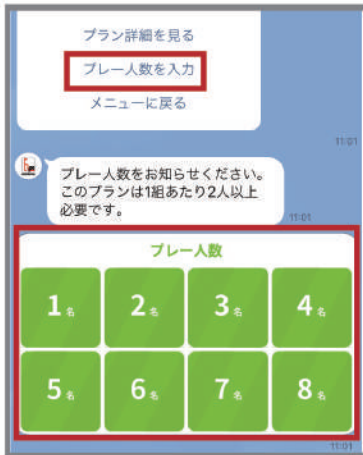 プラン詳細を見る
プレー人数を入力
メニューに戻る
11:01
プレー人数をお知らせください。
このプランは1組あたり2人以上
必要です。
11:01
プレー人数
1名 2名 3名 4名
5名 6名 7名 8名
11:01